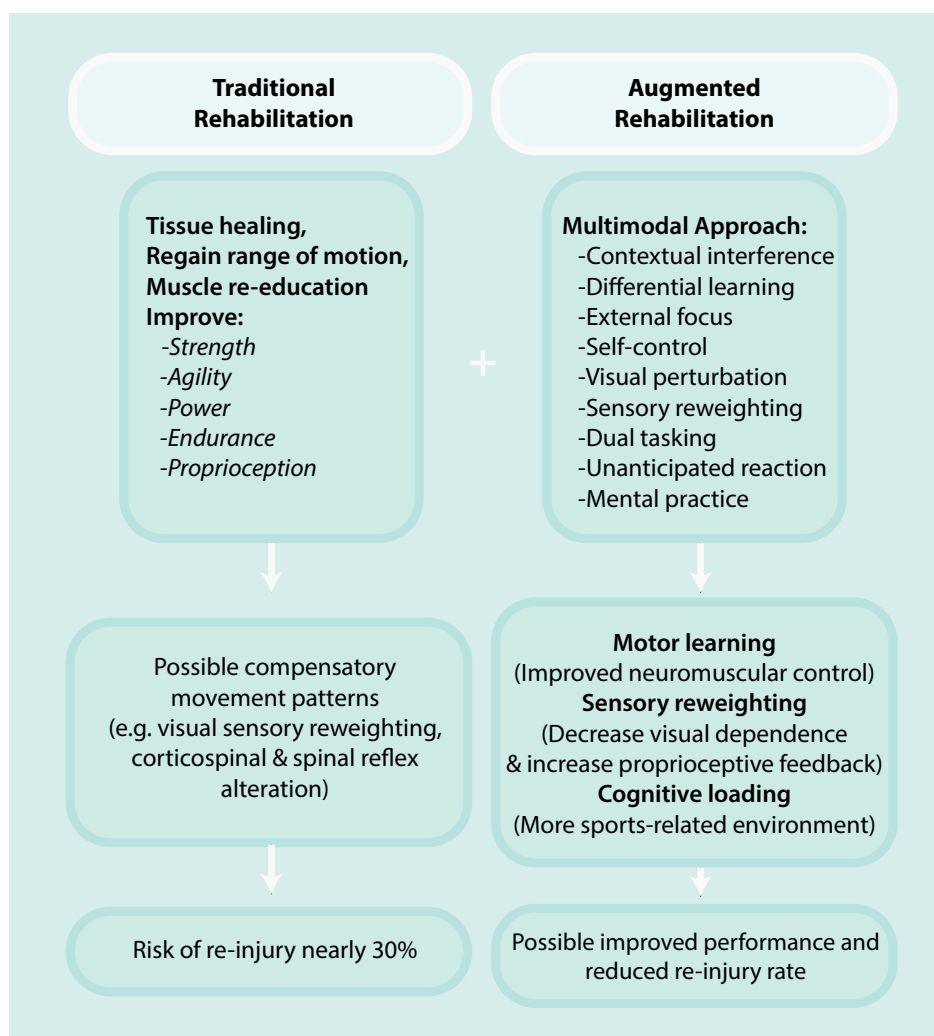 Traditional
Rehabilitation
Tissue healing,
Regain range of motion,
Muscle re-education
Improve:
-Strength
-Agility
-Power
-Endurance
-Proprioception
Possible compensatory
movement patterns
(e.g. visual sensory reweighting,
corticospinal & spinal reflex
alteration)
Risk of re-injury nearly 30%
+
Augmented
Rehabilitation
Multimodal Approach:
-Contextual interference
-Differential learning
-External focus
-Self-control
-Visual perturbation
-Sensory reweighting
-Dual tasking
-Unanticipated reaction
-Mental practice
Motor learning
(Improved neuromuscular control)
Sensory reweighting
(Decrease visual dependence
& increase proprioceptive feedback)
Cognitive loading
(More sports-related environment)
Possible improved performance and
reduced re-injury rate